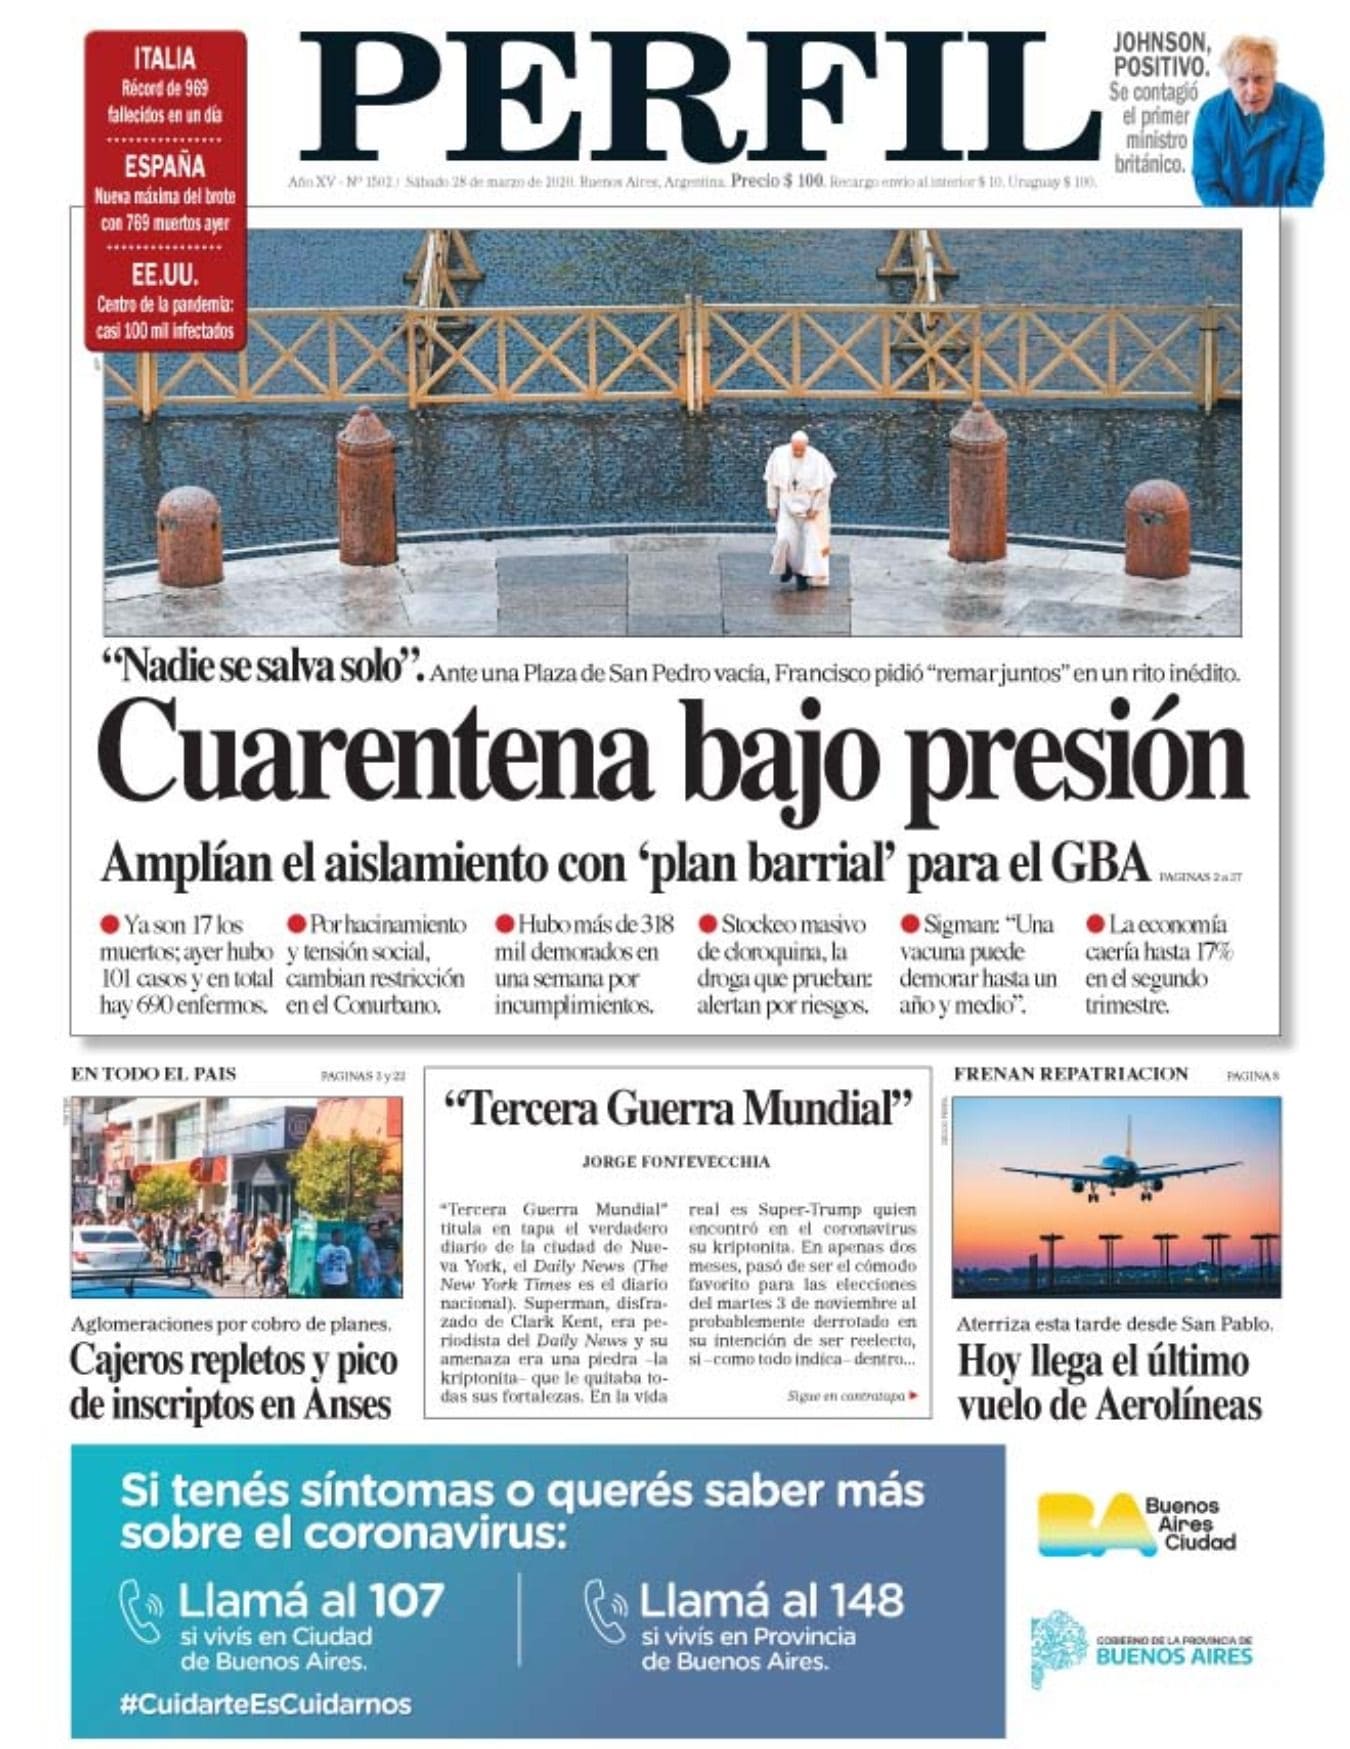 ITALIA
Récord de 969
fallecidos en un día
ESPAÑA
Nueva máxima del brote
con 769 muertos ayer
EE.UU.
Centro de la pandemia:
casi 100 mil infectados
PERFIL
JOHNSON,
POSITIVO.
Se contagió
el primer
ministro
británico.
Año XV - Nº 1502 / Sábado 28 de marzo de 2020. Buenos Aires, Argentina. Precio $ 100. Recargo envío al interior $ 10. Uruguay $ 100.
“Nadie se salva solo”. Ante una Plaza de San Pedro vacía, Francisco pidió “remar juntos” en un rito inédito.
Cuarentena bajo presión
Amplían el aislamiento con ‘plan barrial’ para el GBA PAGINAS 2 a 27
Ya son 17 los
muertos; ayer hubo
101 casos y en total
hay 690 enfermos.
Por hacinamiento
y tensión social,
cambian restricción
en el Conurbano.
Hubo más de 318
mil demorados en
una semana por
incumplimientos.
Stockeo masivo
de cloroquina, la
droga que prueban:
alertan por riesgos.
Sigman: “Una
vacuna puede
demorar hasta un
año y medio”.
La economía
caería hasta 17%
en el segundo
trimestre.
EN TODO EL PAIS PAGINAS 3 y 22
Aglomeraciones por cobro de planes.
Cajeros repletos y pico
de inscriptos en Anses
“Tercera Guerra Mundial”
JORGE FONTEVECCHIA
“Tercera Guerra Mundial”
titula en tapa el verdadero
diario de la ciudad de Nue-
va York, el Daily News (The
New York Times es el diario
nacional). Superman, disfra-
zado de Clark Kent, era pe-
riodista del Daily News y su
amenaza era una piedra –la
kriptonita– que le quitaba to-
das sus fortalezas. En la vida
real es Super-Trump quien
encontró en el coronavirus
su kriptonita. En apenas dos
meses, pasó de ser el cómodo
favorito para las elecciones
del martes 3 de noviembre al
probablemente derrotado en
su intención de ser reelecto,
si –como todo indica– dentro...
Sigue en contratapa
FRENAN REPATRIACION PAGINA 8
Aterriza esta tarde desde San Pablo.
Hoy llega el último
vuelo de Aerolíneas
Si tenés síntomas o querés saber más
sobre el coronavirus:
Llamá al 107
si vivís en Ciudad
de Buenos Aires.
Llamá al 148
si vivís en Provincia
de Buenos Aires.
#CuidarteEsCuidarnos
BA Buenos
Aires
Ciudad
GOBIERNO DE LA PROVINCIA DE
BUENOS AIRES